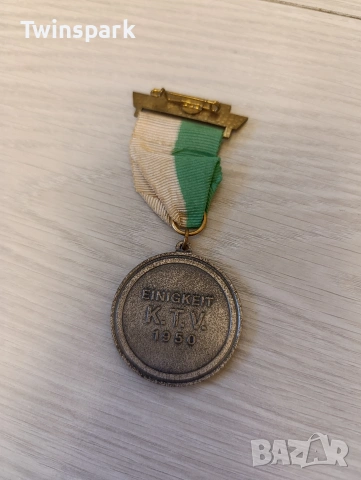 Twinspark
EINIGKEIT
K.T.V.
1950
BAZAR